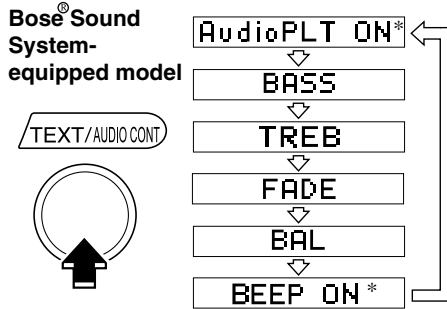 Bose® Sound
System-
equipped model
TEXT/AUDIO CONT
AudioPLT ON*
BASS
TREB
FADE
BAL
BEEP ON*